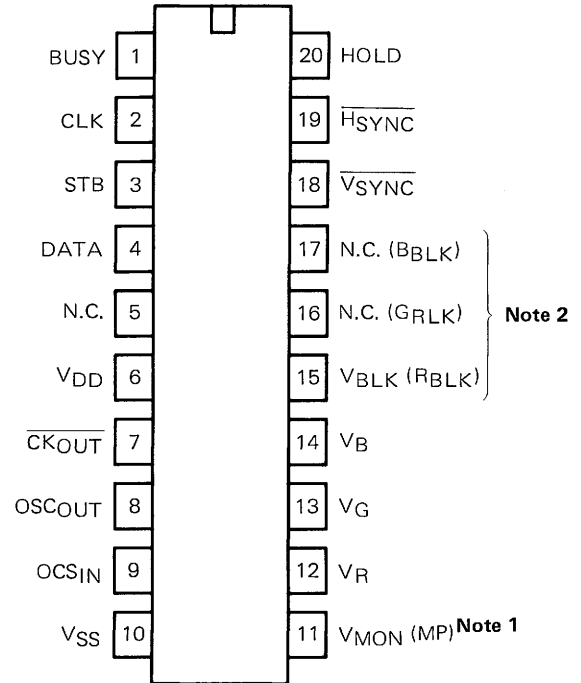 BUSY 1 20 HOLD
CLK 2 19 HSYNC
STB 3 18 VSYNC
DATA 4 17 N.C. (BBLK)
N.C. 5 16 N.C. (GRLK) Note 2
VDD 6 15 VBLK (RBLK)
CKOUT 7 14 VB
OSCOUT 8 13 VG
OCSIN 9 12 VR
VSS 10 11 VMON (MP) Note 1